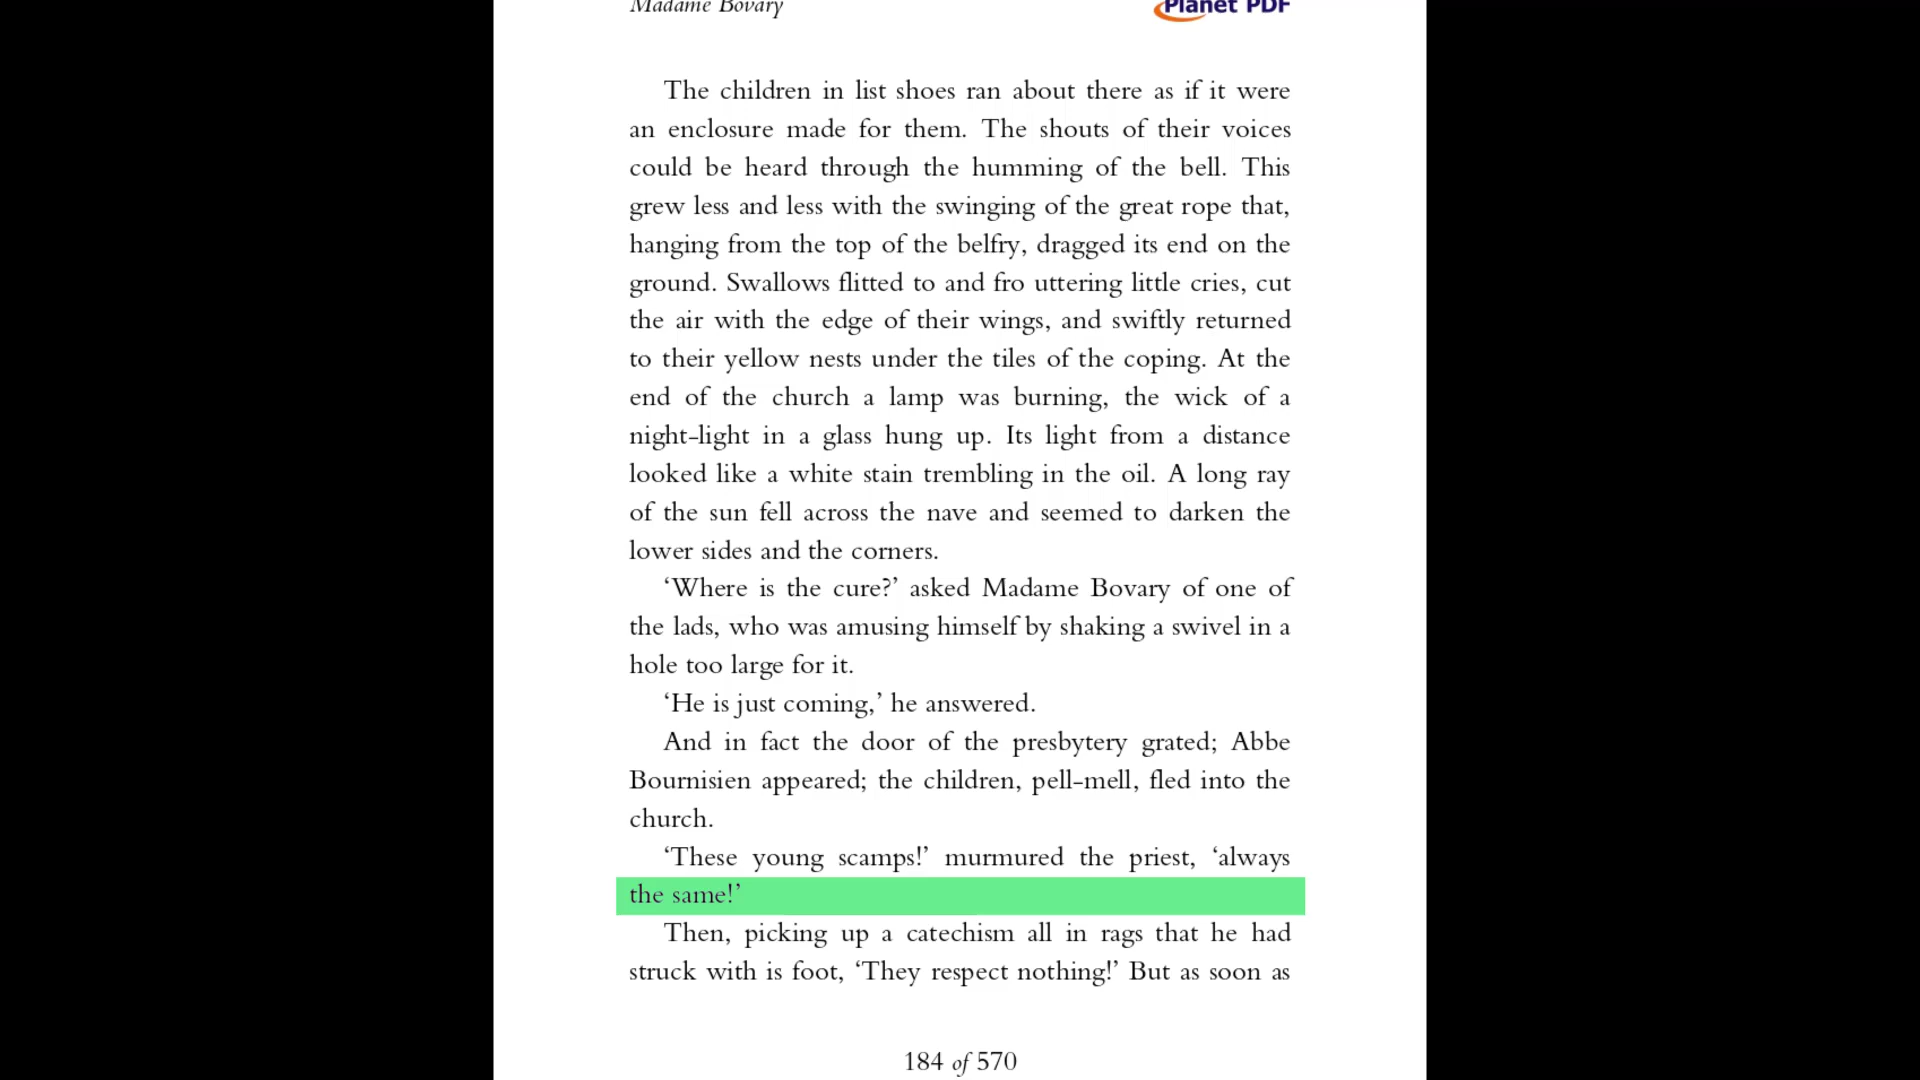 Madame Bovary
Planet PDF
The children in list shoes ran about there as if it were
an enclosure made for them. The shouts of their voices
could be heard through the humming of the bell. This
grew less and less with the swinging of the great rope that,
hanging from the top of the belfry, dragged its end on the
ground. Swallows flitted to and fro uttering little cries, cut
the air with the edge of their wings, and swiftly returned
to their yellow nests under the tiles of the coping. At the
end of the church a lamp was burning, the wick of a
night-light in a glass hung up. Its light from a distance
looked like a white stain trembling in the oil. A long ray
of the sun fell across the nave and seemed to darken the
lower sides and the corners.
‘Where is the cure?’ asked Madame Bovary of one of
the lads, who was amusing himself by shaking a swivel in a
hole too large for it.
‘He is just coming,’ he answered.
And in fact the door of the presbytery grated; Abbe
Bournisien appeared; the children, pell-mell, fled into the
church.
‘These young scamps!’ murmured the priest, ‘always
the same!’
Then, picking up a catechism all in rags that he had
struck with is foot, ‘They respect nothing!’ But as soon as
184 of 570